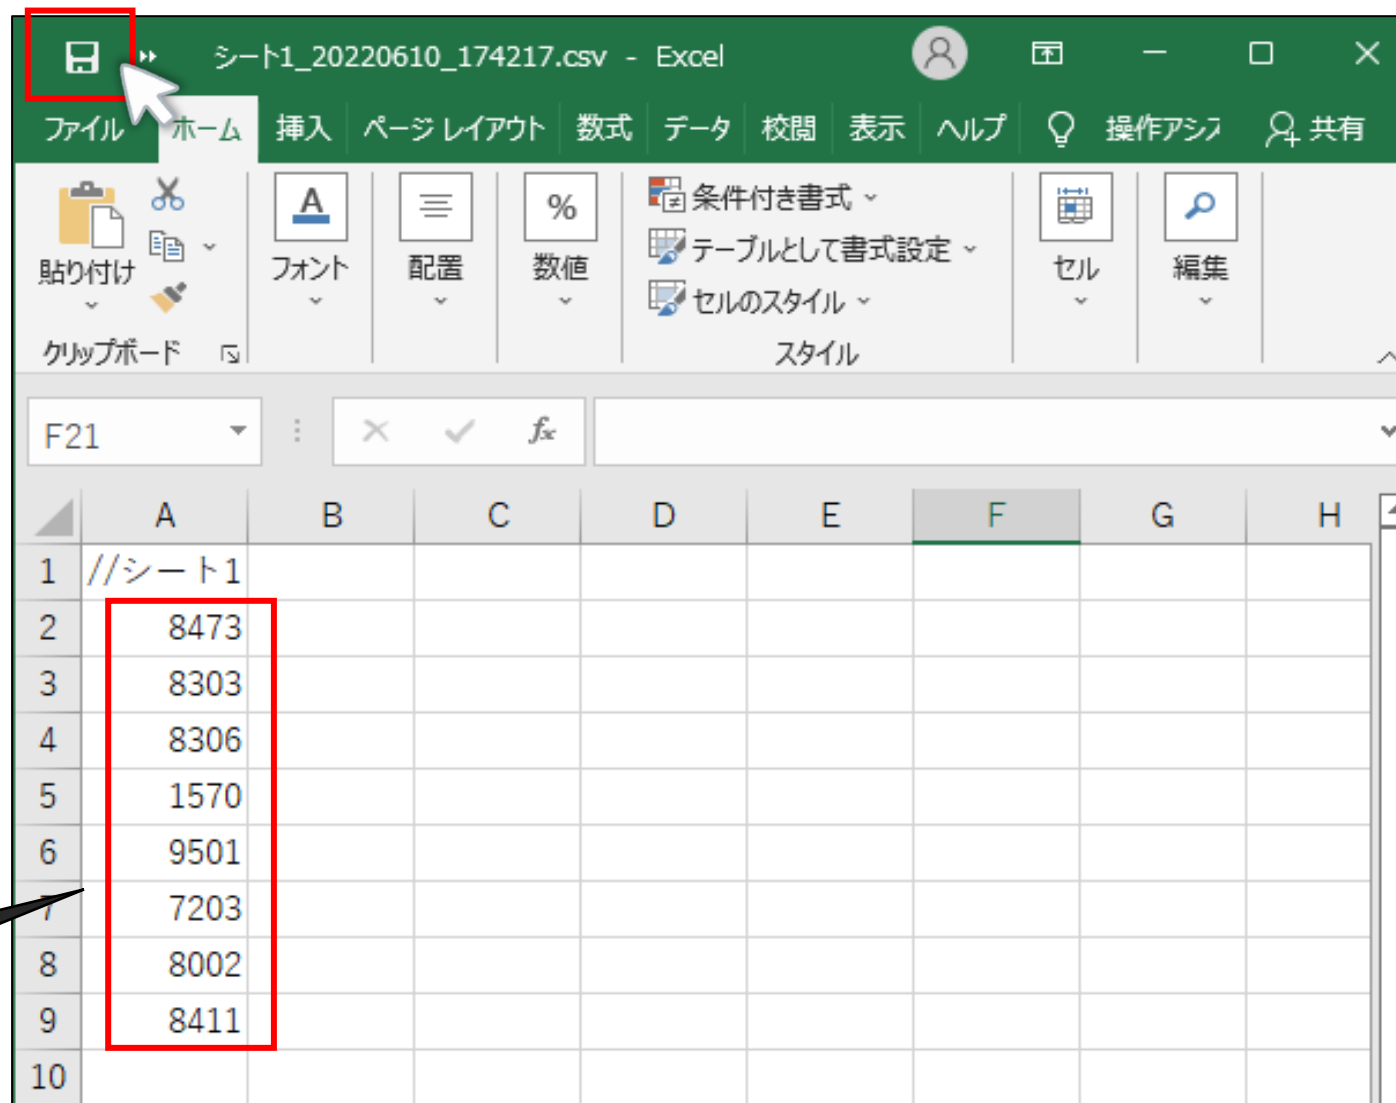 シート1_20220610_174217.csv - Excel
ファイル ホーム 挿入 ページ レイアウト 数式 データ 校閲 表示 ヘルプ 操作アシス 共有
貼り付け フォント 配置 % 数値 条件付き書式 セル 編集
テーブルとして書式設定
セルのスタイル
クリップボード スタイル
F21 fx
A B C D E F G H
1 //シート1
2 8473
3 8303
4 8306
5 1570
6 9501
7 7203
8 8002
9 8411
10